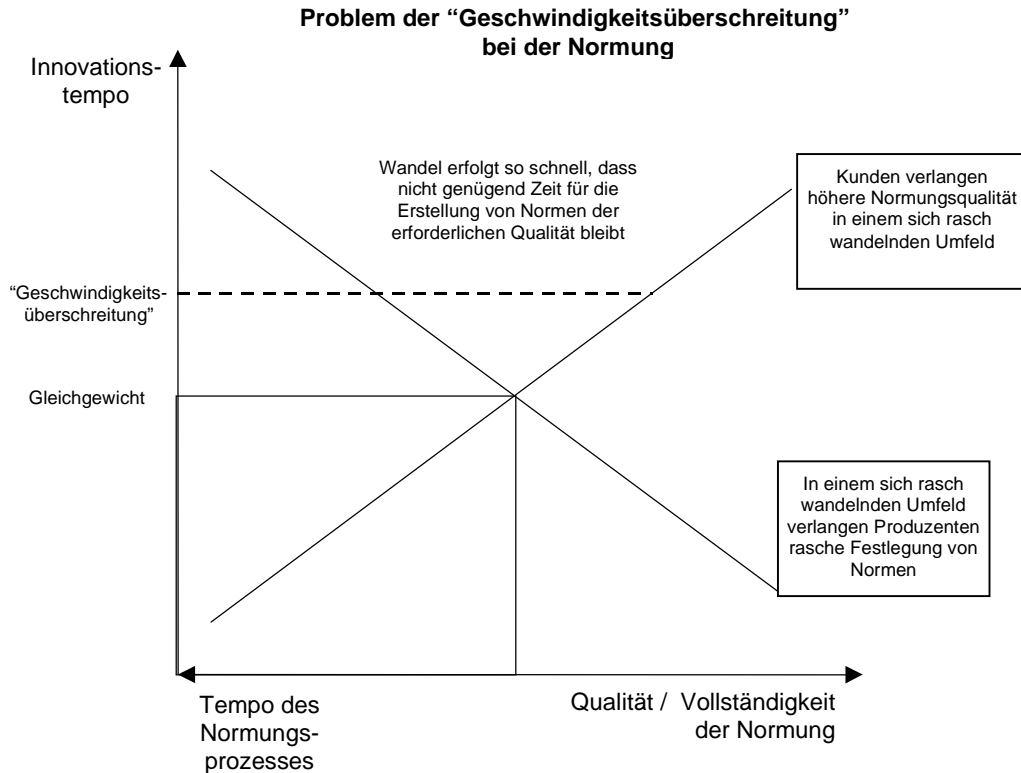 Problem der “Geschwindigkeitsüberschreitung”
bei der Normung
Innovations-
tempo
Wandel erfolgt so schnell, dass
nicht genügend Zeit für die
Erstellung von Normen der
erforderlichen Qualität bleibt
Kunden verlangen
höhere Normungsqualität
in einem sich rasch
wandelnden Umfeld
“Geschwindigkeits-
überschreitung”
Gleichgewicht
In einem sich rasch
wandelnden Umfeld
verlangen Produzenten
rasche Festlegung von
Normen
Tempo des
Normungs-
prozesses
Qualität / Vollständigkeit
der Normung